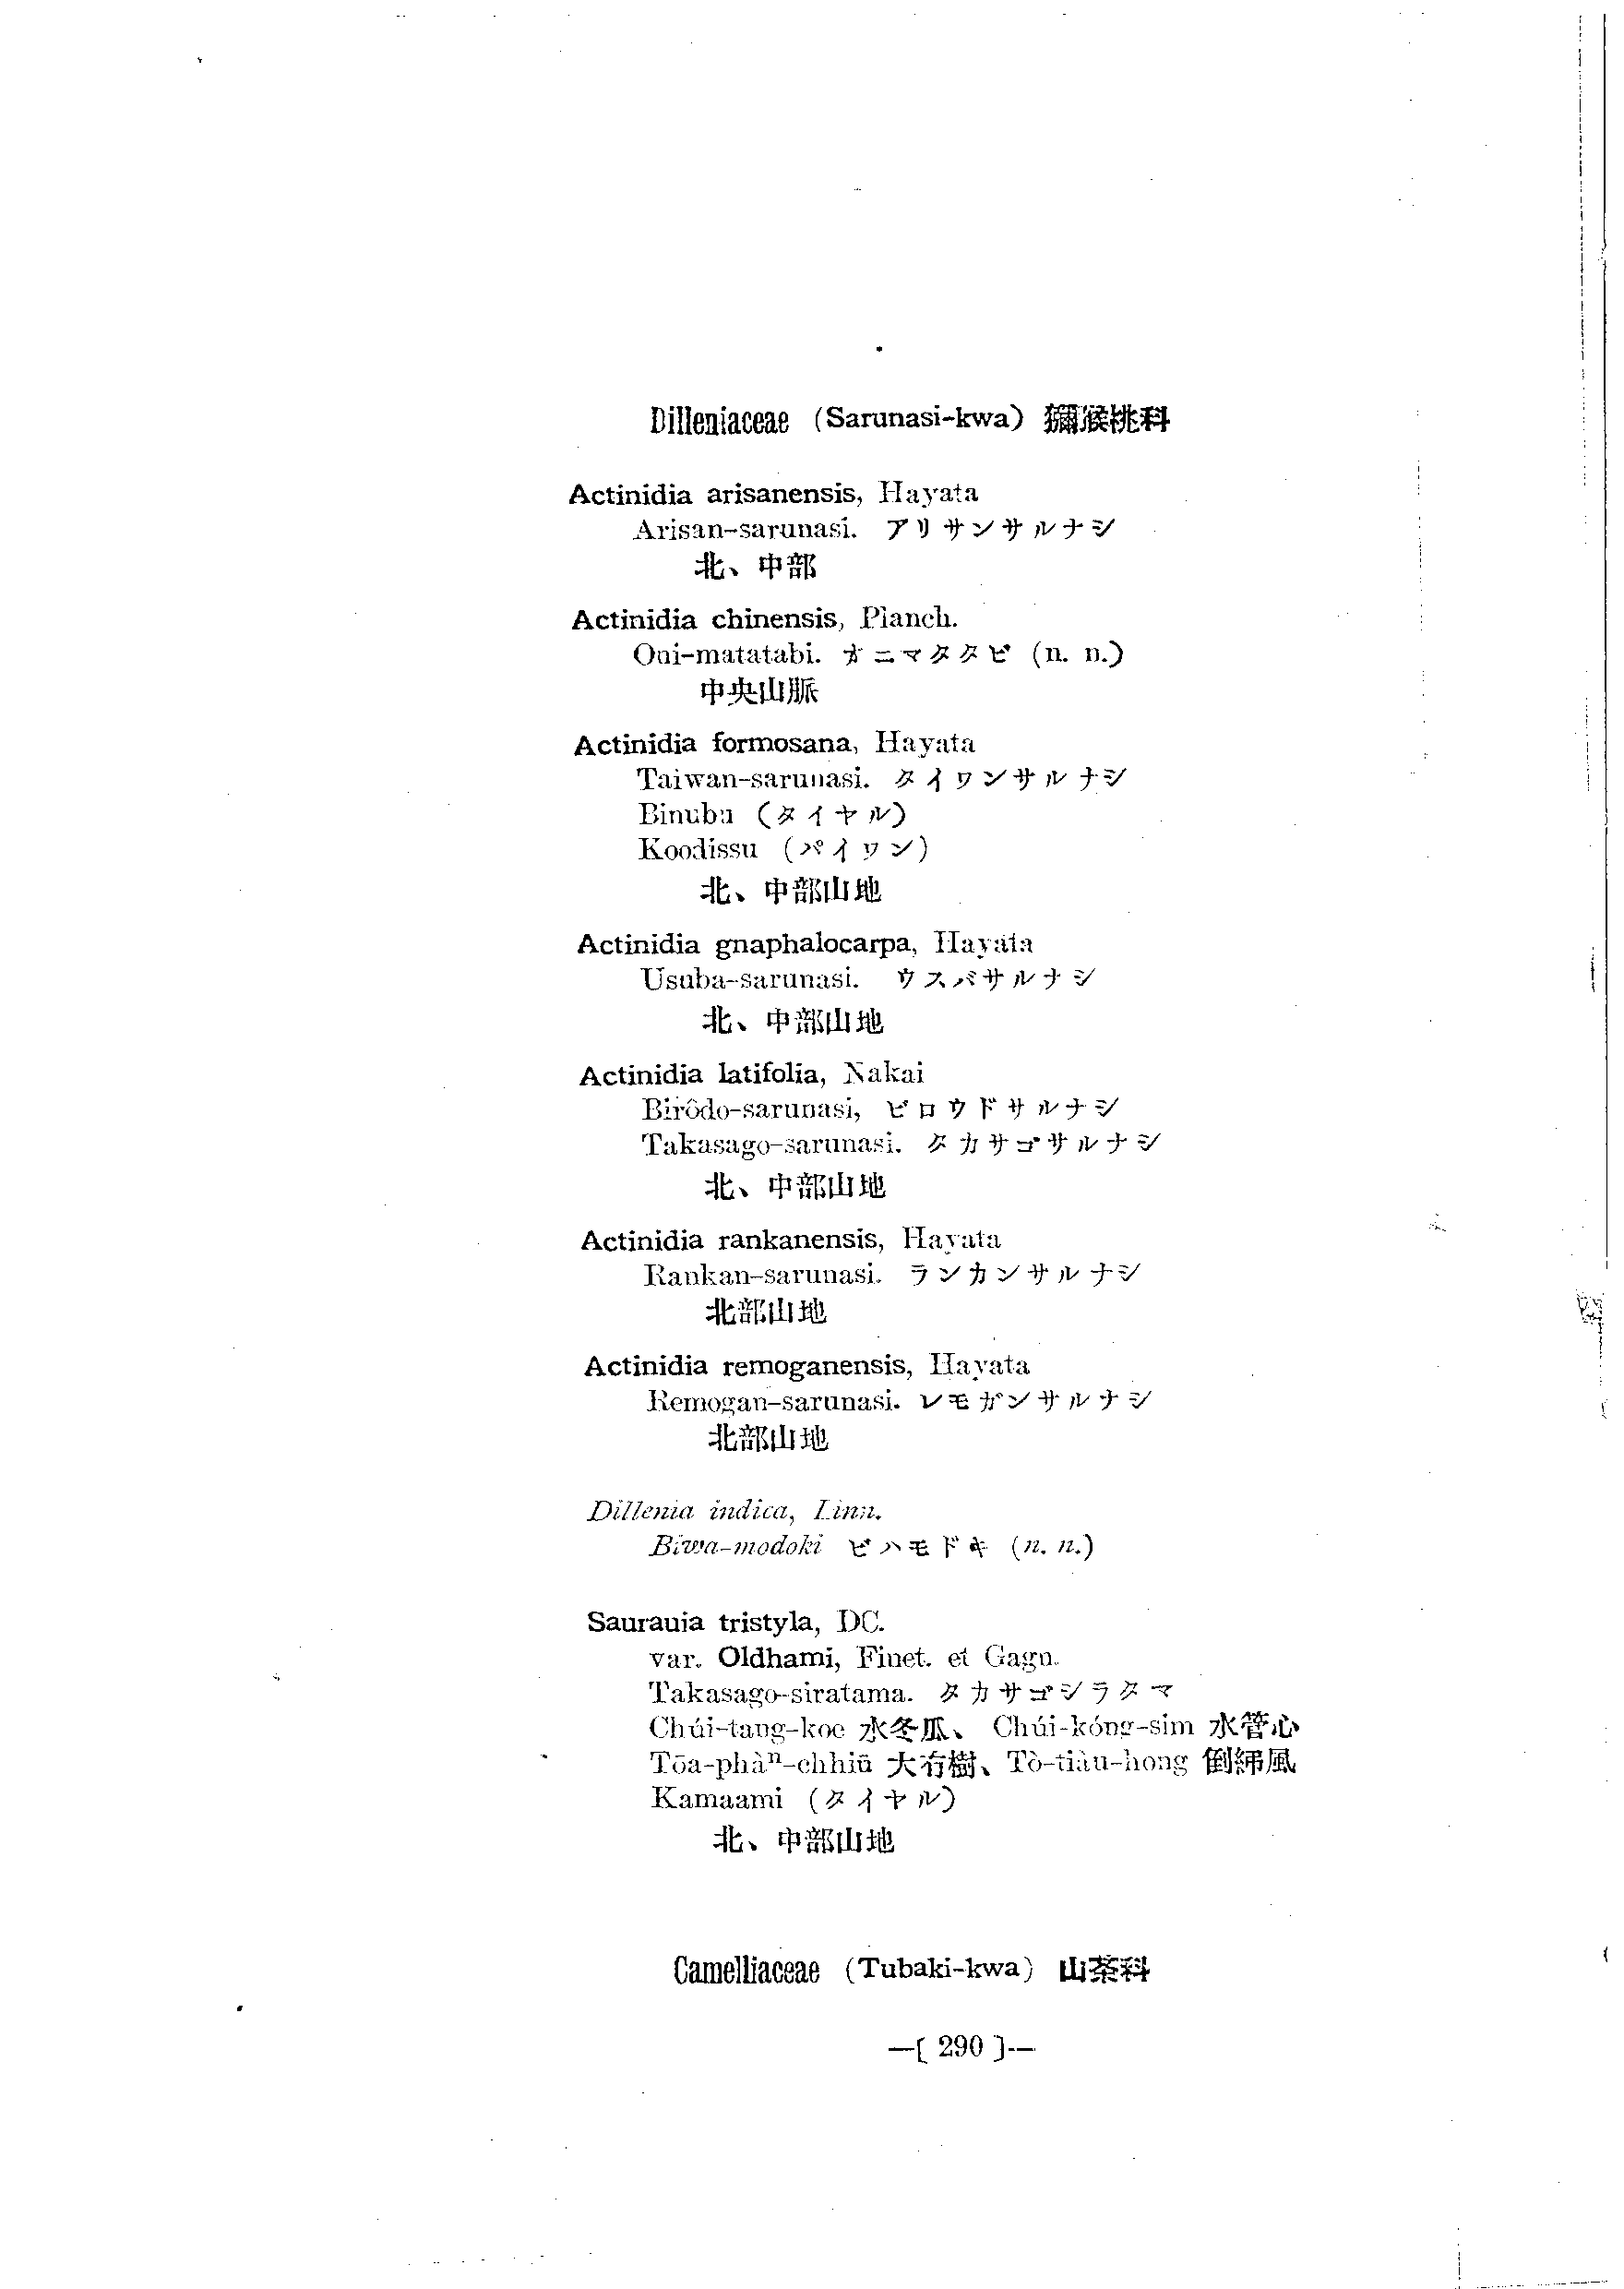 Dilleniaceae (Sarunasi-kwa) 獼猴桃科
Actinidia arisanensis, Hayata
Arisan-sarunasi. アリサンサルナシ
北、中部
Actinidia chinensis, Planch.
Oni-matatabi. オニマタタビ (n. n.)
中央山脈
Actinidia formosana, Hayata
Taiwan-sarunasi. タイワンサルナシ
Binubu (タイヤル)
Koodissu (パイワン)
北、中部山地
Actinidia gnaphalocarpa, Hayata
Usuba-sarunasi. ウスバサルナシ
北、中部山地
Actinidia latifolia, Nakai
Birôdo-sarunasi, ビロウドサルナシ
Takasago-sarunasi. タカサゴサルナシ
北、中部山地
Actinidia rankanensis, Hayata
Rankan-sarunasi. ランカンサルナシ
北部山地
Actinidia remoganensis, Hayata
Remogan-sarunasi. レモガンサルナシ
北部山地
Dillenia indica, Linn.
Biwa-modoki ビハモドキ (n. n.)
Saurauia tristyla, DC.
var. Oldhami, Finet. et Gagn.
Takasago-siratama. タカサゴシラタマ
Chúi-tang-koe 水冬瓜、 Chúi-kóng-sim 水管心
Tōa-phàⁿ-chhiū 大冇樹、 Tò-tiàu-hong 風
Kamaami (タイヤル)
北、中部山地
Camelliaceae (Tubaki-kwa) 山茶科
—[ 290 ]—